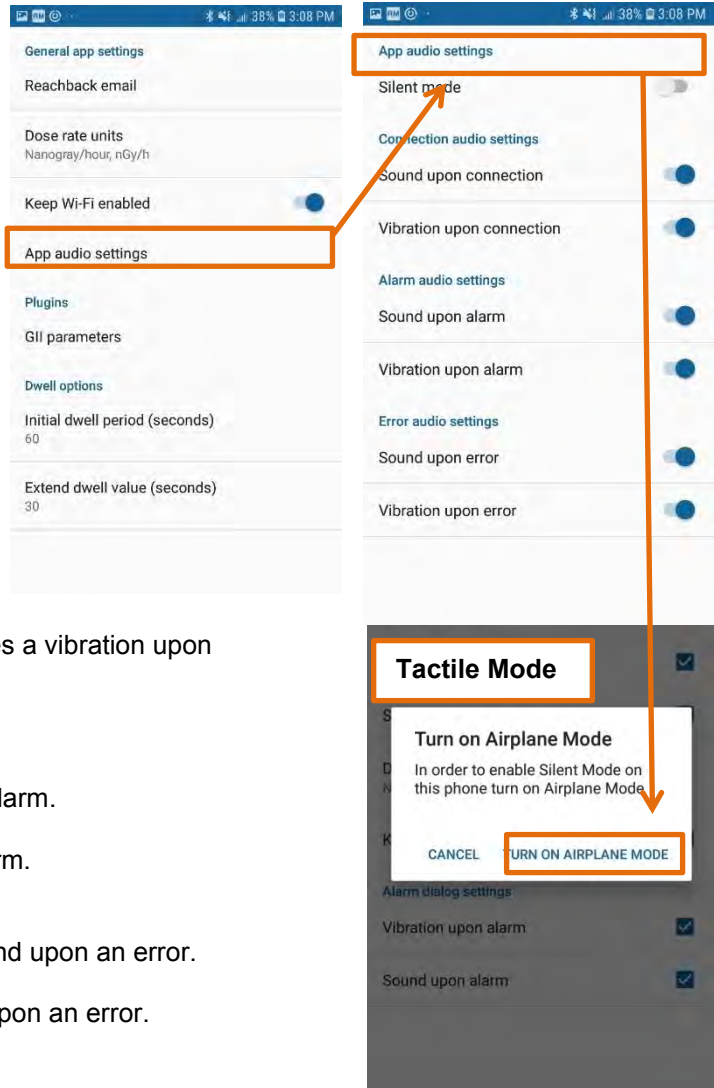 38% 3:08 PM
General app settings
Reachback email
Dose rate units
Nanogray/hour, nGy/h
Keep Wi-Fi enabled
App audio settings
Plugins
GII parameters
Dwell options
Initial dwell period (seconds)
60
Extend dwell value (seconds)
30
38% 3:08 PM
App audio settings
Silent mode
Connection audio settings
Sound upon connection
Vibration upon connection
Alarm audio settings
Sound upon alarm
Vibration upon alarm
Error audio settings
Sound upon error
Vibration upon error
es a vibration upon
larm.
rm.
nd upon an error.
pon an error.
Tactile Mode
S
Turn on Airplane Mode
D
In order to enable Silent Mode on
N
this phone turn on Airplane Mode
K
CANCEL TURN ON AIRPLANE MODE
Alarm dialog settings
Vibration upon alarm
Sound upon alarm